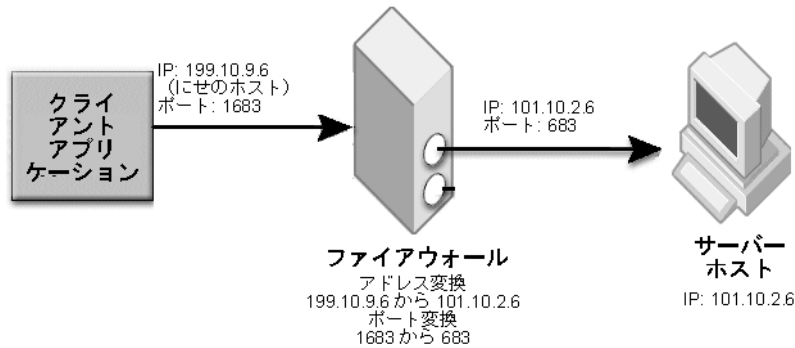 クライ
アント
アプリ
ケーション
IP: 199.10.9.6
（にせのホスト）
ポート: 1683
IP: 101.10.2.6
ポート: 683
ファイアウォール
アドレス変換
199.10.9.6 から 101.10.2.6
ポート変換
1683 から 683
サーバー
ホスト
IP: 101.10.2.6